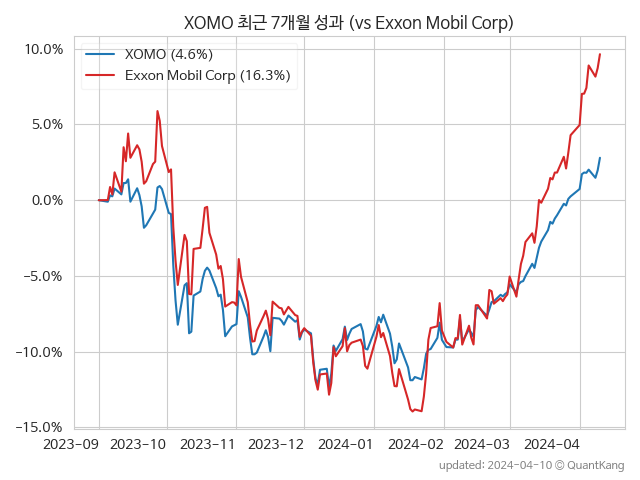 XOMO 최근 7개월 성과 (vs Exxon Mobil Corp)
XOMO (4.6%)
Exxon Mobil Corp (16.3%)
10.0%
5.0%
0.0%
−5.0%
−10.0%
−15.0%
2023-09 2023-10 2023-11 2023-12 2024-01 2024-02 2024-03 2024-04
updated: 2024-04-10 © QuantKang